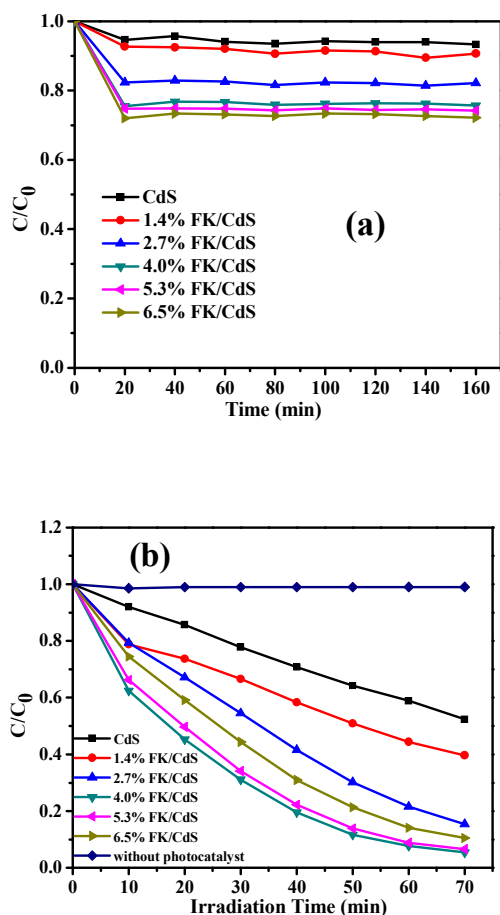 1.0
0.8
0.6
0.4
0.2
0.0
C/C0
CdS
1.4% FK/CdS
2.7% FK/CdS
4.0% FK/CdS
5.3% FK/CdS
6.5% FK/CdS
(a)
0 20 40 60 80 100 120 140 160
Time (min)
1.2
1.0
0.8
0.6
0.4
0.2
0.0
C/C0
(b)
CdS
1.4% FK/CdS
2.7% FK/CdS
4.0% FK/CdS
5.3% FK/CdS
6.5% FK/CdS
without photocatalyst
0 10 20 30 40 50 60 70
Irradiation Time (min)